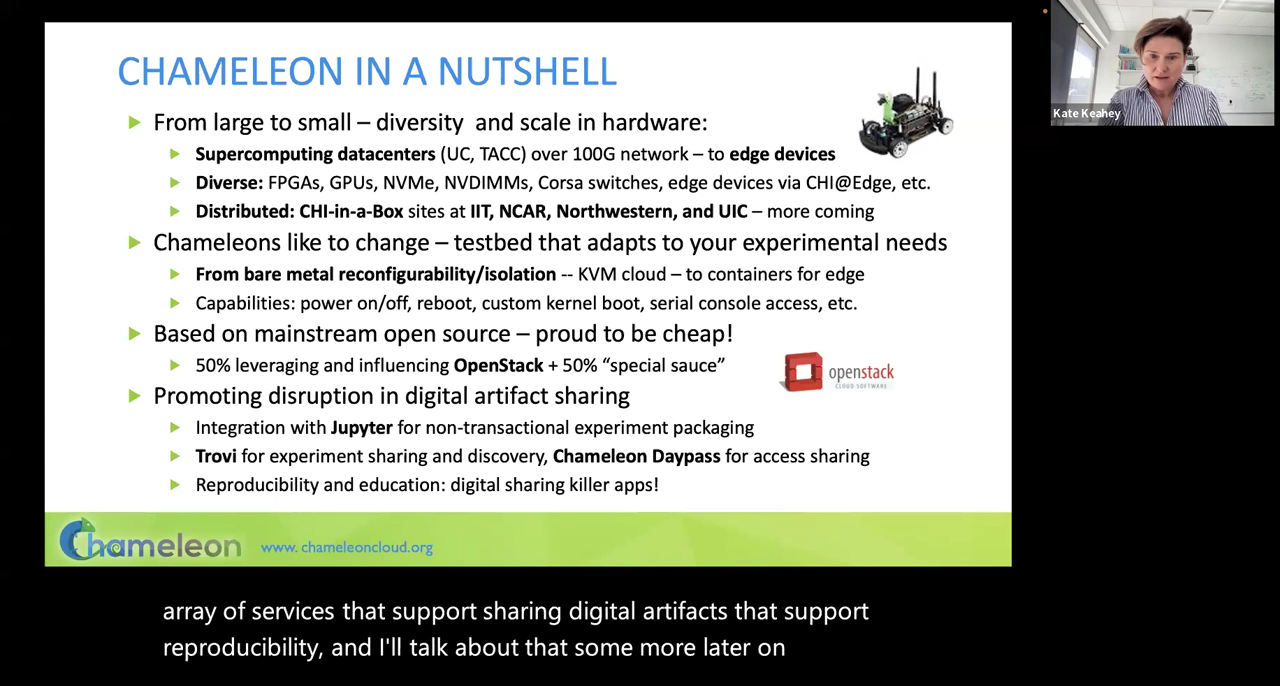 CHAMELEON IN A NUTSHELL
From large to small – diversity and scale in hardware:
Supercomputing datacenters (UC, TACC) over 100G network – to edge devices
Diverse: FPGAs, GPUs, NVMe, NVDIMMs, Corsa switches, edge devices via CHI@Edge, etc.
Distributed: CHI-in-a-Box sites at IIT, NCAR, Northwestern, and UIC – more coming
Chameleons like to change – testbed that adapts to your experimental needs
From bare metal reconfigurability/isolation -- KVM cloud – to containers for edge
Capabilities: power on/off, reboot, custom kernel boot, serial console access, etc.
Based on mainstream open source – proud to be cheap!
50% leveraging and influencing OpenStack + 50% “special sauce”
openstack
CLOUD SOFTWARE
Promoting disruption in digital artifact sharing
Integration with Jupyter for non-transactional experiment packaging
Trovi for experiment sharing and discovery, Chameleon Daypass for access sharing
Reproducibility and education: digital sharing killer apps!
Chameleon
www. chameleoncloud.org
Kate Keahey
array of services that support sharing digital artifacts that support
reproducibility, and I'll talk about that some more later on